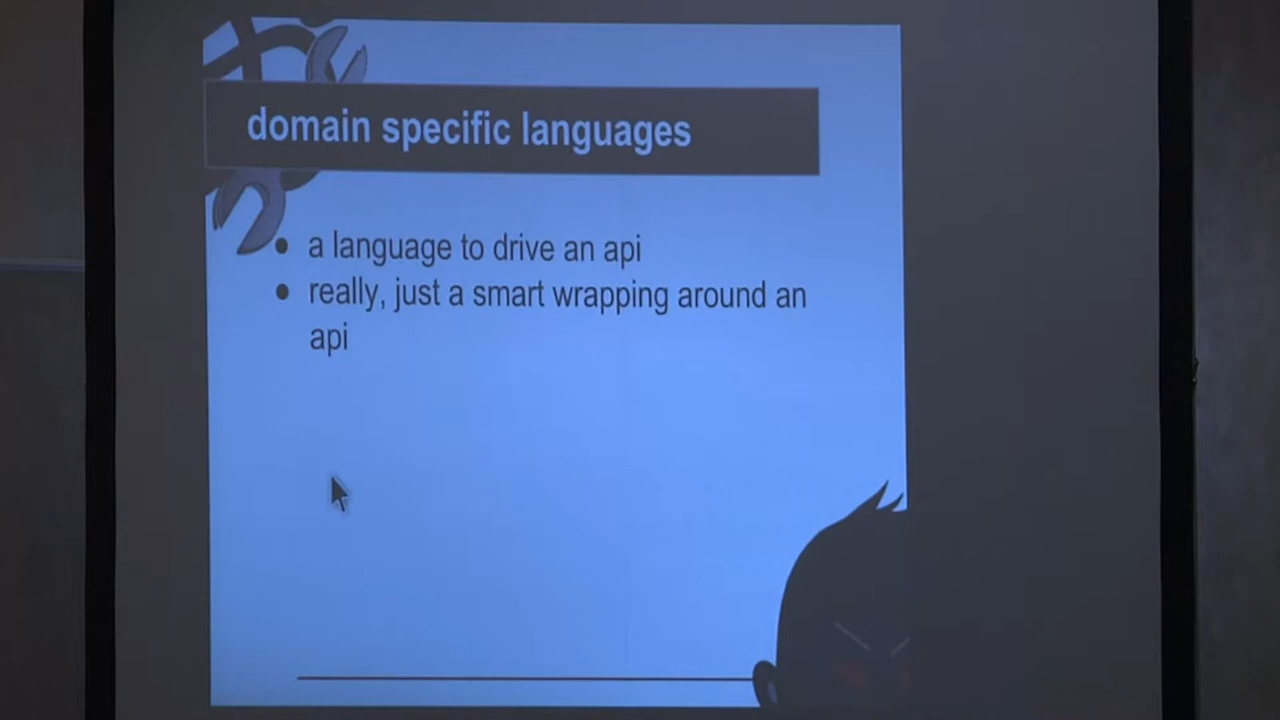 domain specific languages
a language to drive an api
really, just a smart wrapping around an
api